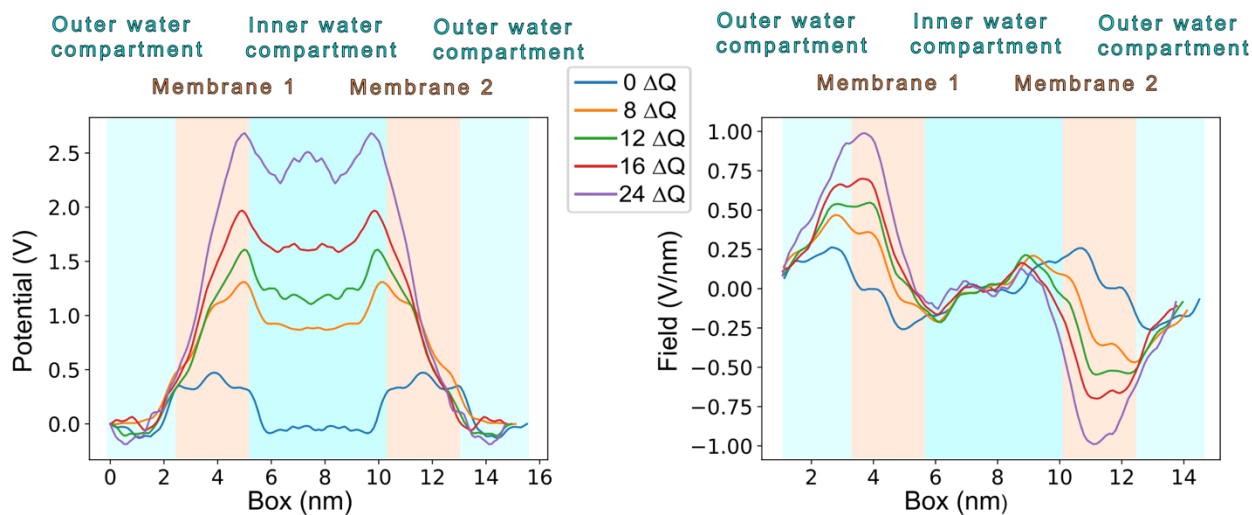 Outer water
compartment
Inner water
compartment
Outer water
compartment
Membrane 1
Membrane 2
Potential (V)
2.5
2.0
1.5
1.0
0.5
0.0
0
2
4
6
8
10
12
14
16
Box (nm)
0 ΔQ
8 ΔQ
12 ΔQ
16 ΔQ
24 ΔQ
Outer water
compartment
Inner water
compartment
Outer water
compartment
Membrane 1
Membrane 2
Field (V/nm)
1.00
0.75
0.50
0.25
0.00
−0.25
−0.50
−0.75
−1.00
2
4
6
8
10
12
14
Box (nm)